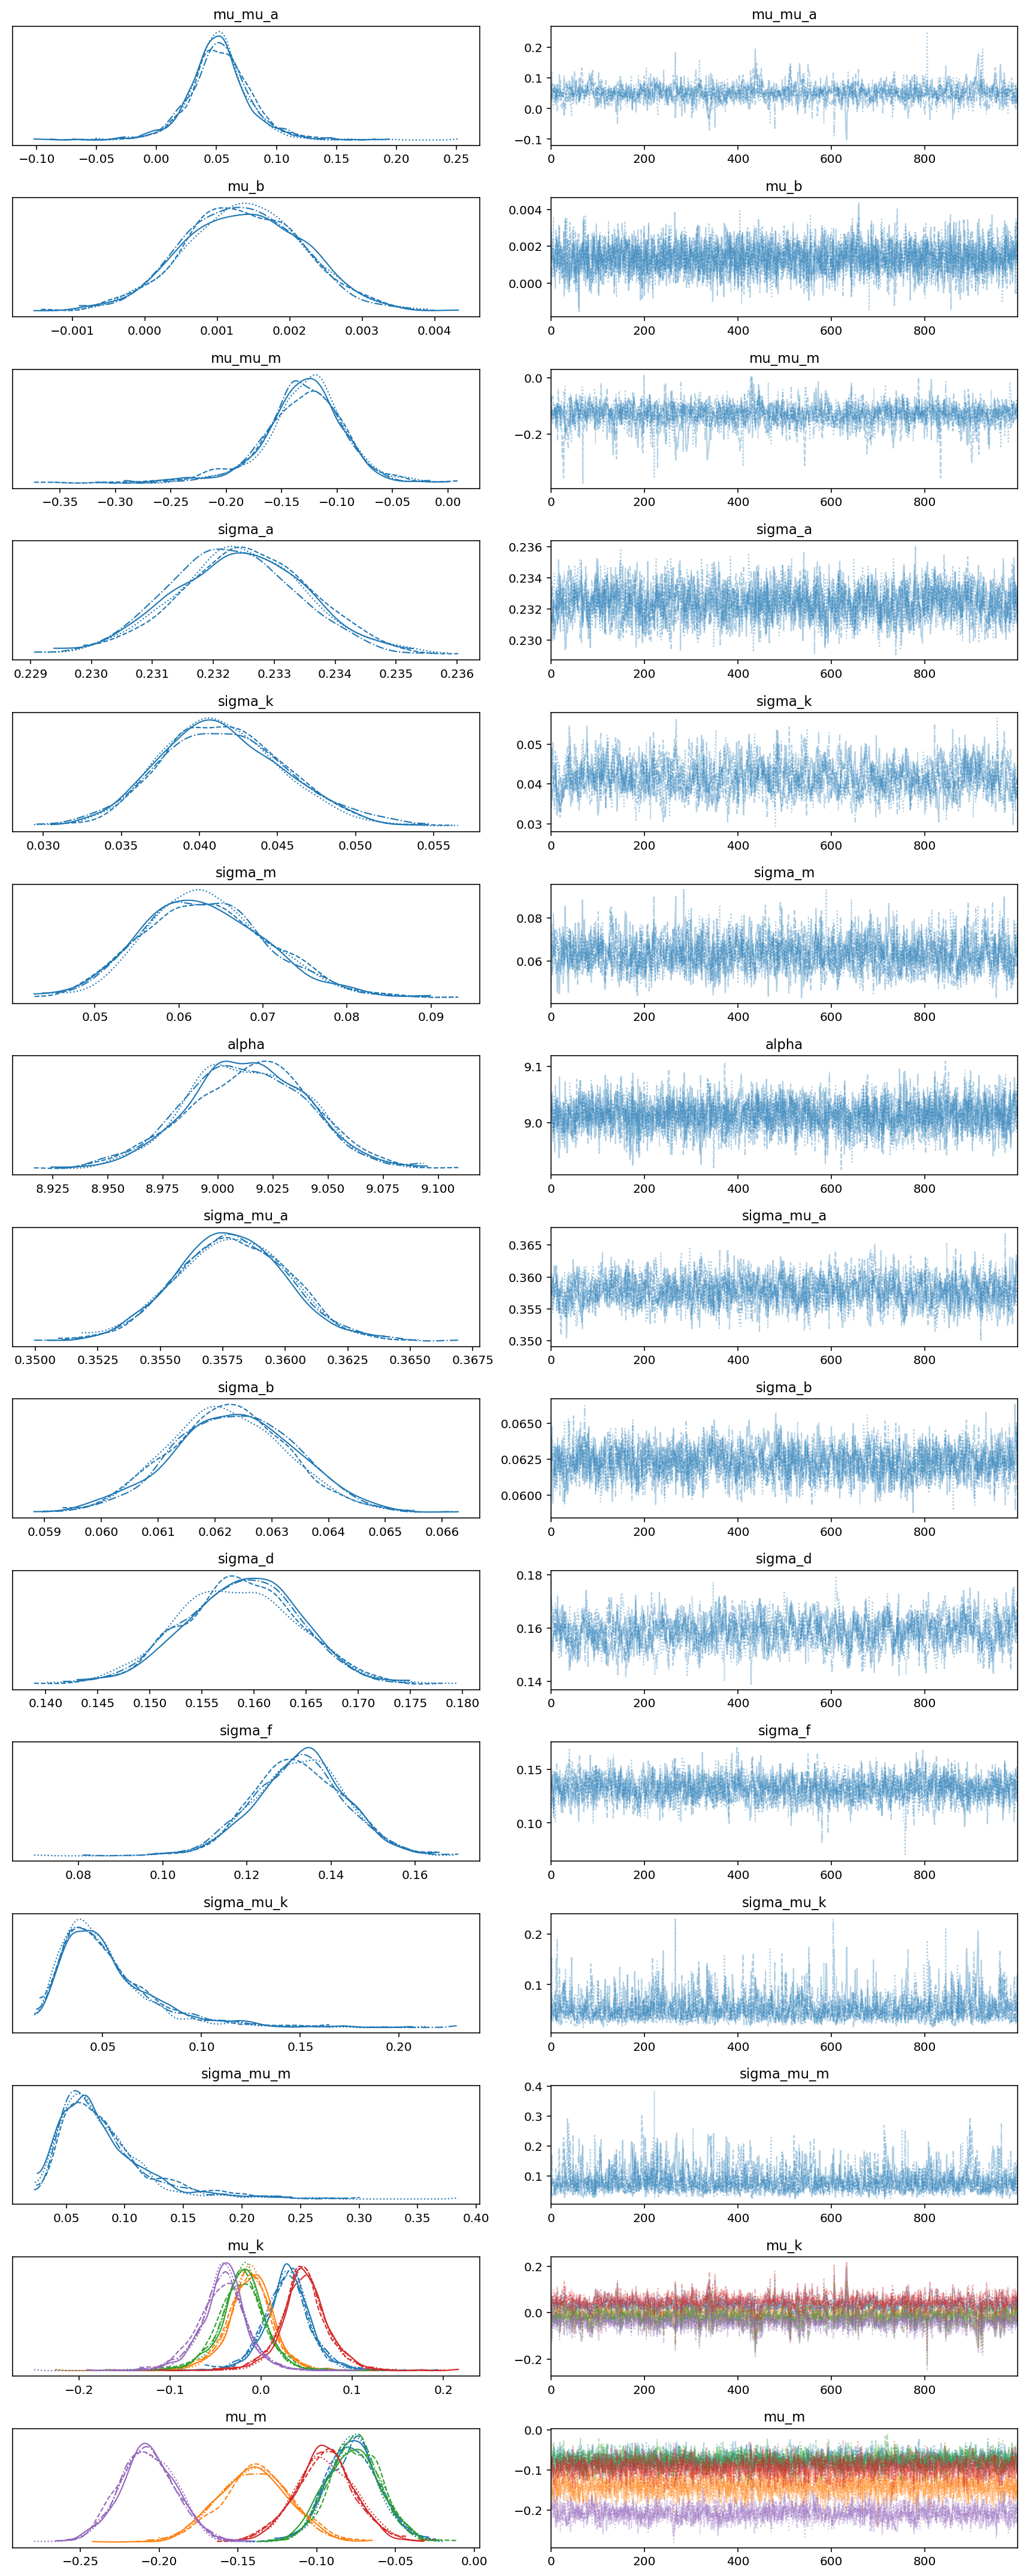 mu_mu_a mu_mu_a
0.2
0.1
0.0
−0.1
−0.10 −0.05 0.00 0.05 0.10 0.15 0.20 0.25 0 200 400 600 800
mu_b mu_b
0.004
0.002
0.000
−0.001 0.000 0.001 0.002 0.003 0.004 0 200 400 600 800
mu_mu_m mu_mu_m
0.0
−0.2
−0.35 −0.30 −0.25 −0.20 −0.15 −0.10 −0.05 0.00 0 200 400 600 800
sigma_a sigma_a
0.236
0.234
0.232
0.230
0.229 0.230 0.231 0.232 0.233 0.234 0.235 0.236 0 200 400 600 800
sigma_k sigma_k
0.05
0.04
0.03
0.030 0.035 0.040 0.045 0.050 0.055 0 200 400 600 800
sigma_m sigma_m
0.08
0.06
0.05 0.06 0.07 0.08 0.09 0 200 400 600 800
alpha alpha
9.1
9.0
8.925 8.950 8.975 9.000 9.025 9.050 9.075 9.100 0 200 400 600 800
sigma_mu_a sigma_mu_a
0.365
0.360
0.355
0.350
0.3500 0.3525 0.3550 0.3575 0.3600 0.3625 0.3650 0.3675 0 200 400 600 800
sigma_b sigma_b
0.0650
0.0625
0.0600
0.059 0.060 0.061 0.062 0.063 0.064 0.065 0.066 0 200 400 600 800
sigma_d sigma_d
0.18
0.16
0.14
0.140 0.145 0.150 0.155 0.160 0.165 0.170 0.175 0.180 0 200 400 600 800
sigma_f sigma_f
0.15
0.10
0.08 0.10 0.12 0.14 0.16 0 200 400 600 800
sigma_mu_k sigma_mu_k
0.2
0.1
0.05 0.10 0.15 0.20 0 200 400 600 800
sigma_mu_m sigma_mu_m
0.4
0.3
0.2
0.1
0.05 0.10 0.15 0.20 0.25 0.30 0.35 0.40 0 200 400 600 800
mu_k mu_k
0.2
0.0
−0.2
−0.2 −0.1 0.0 0.1 0.2 0 200 400 600 800
mu_m mu_m
0.0
−0.1
−0.2
−0.25 −0.20 −0.15 −0.10 −0.05 0.00 0 200 400 600 800